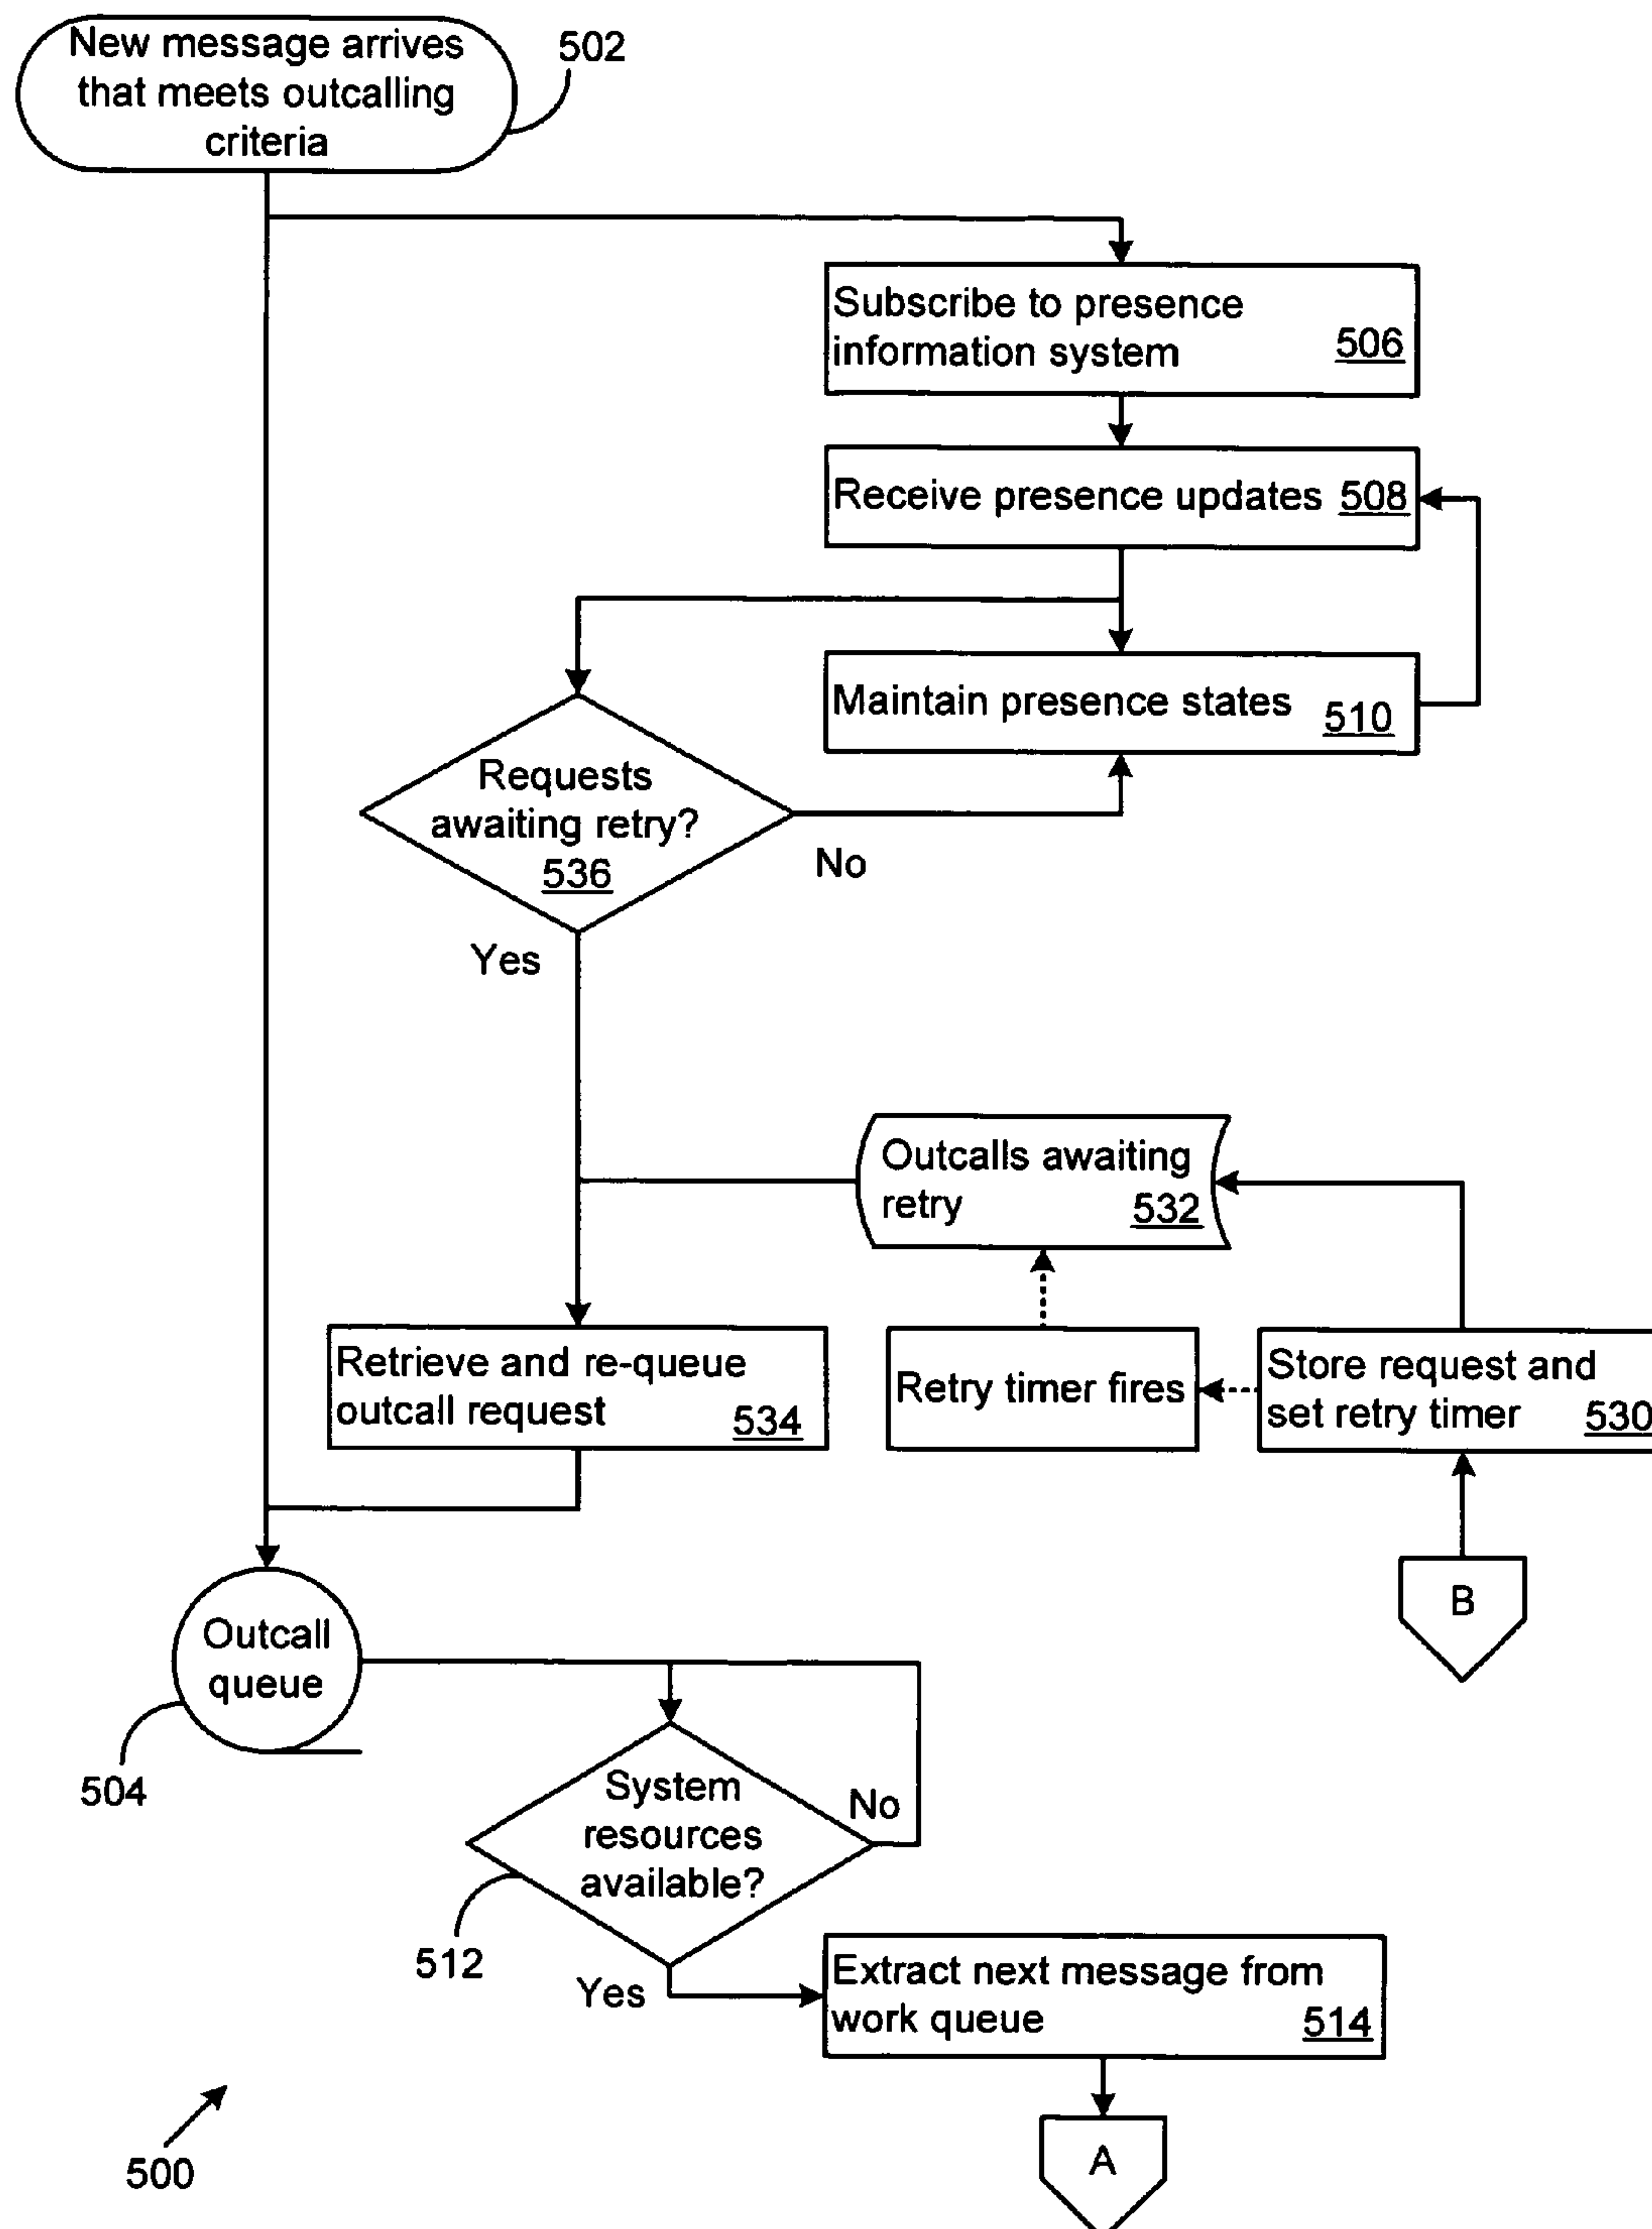 New message arrives
that meets outcalling
criteria
502
Subscribe to presence
information system 506
Receive presence updates 508
Maintain presence states 510
Requests
awaiting retry?
536
No
Yes
Outcalls awaiting
retry 532
Retrieve and re-queue
outcall request 534
Retry timer fires
Store request and
set retry timer 530
B
Outcall
queue
504
System
resources
available?
No
512
Yes
Extract next message from
work queue 514
A
500